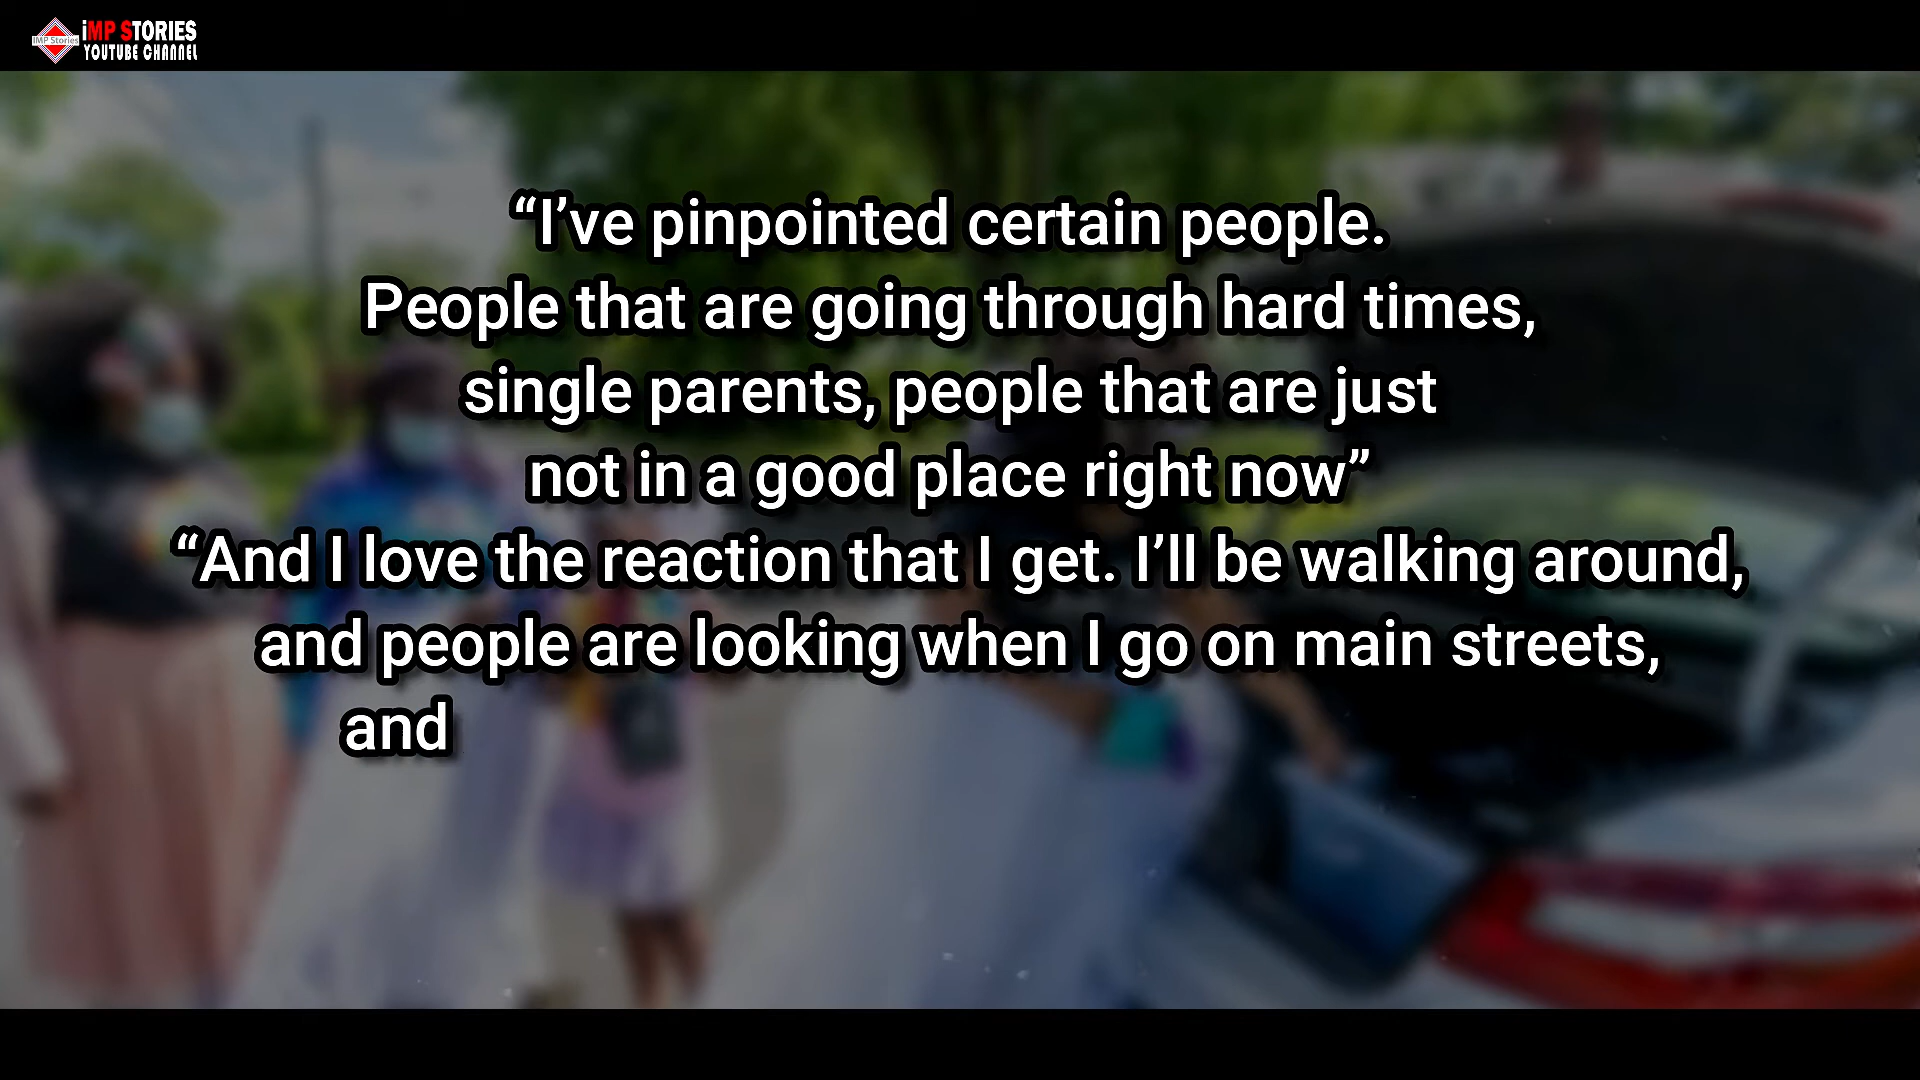 iMP STORIES
YOUTUBE CHANNEL
IMP Stories
“I’ve pinpointed certain people.
People that are going through hard times,
single parents, people that are just
not in a good place right now”
“And I love the reaction that I get. I’ll be walking around,
and people are looking when I go on main streets,
and